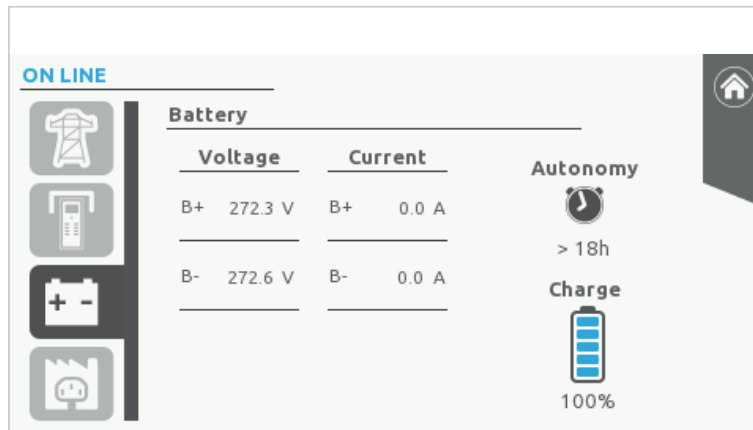 ON LINE
Battery
Voltage Current
B+ 272.3 V B+ 0.0 A
B- 272.6 V B- 0.0 A
Autonomy
> 18h
Charge
100%